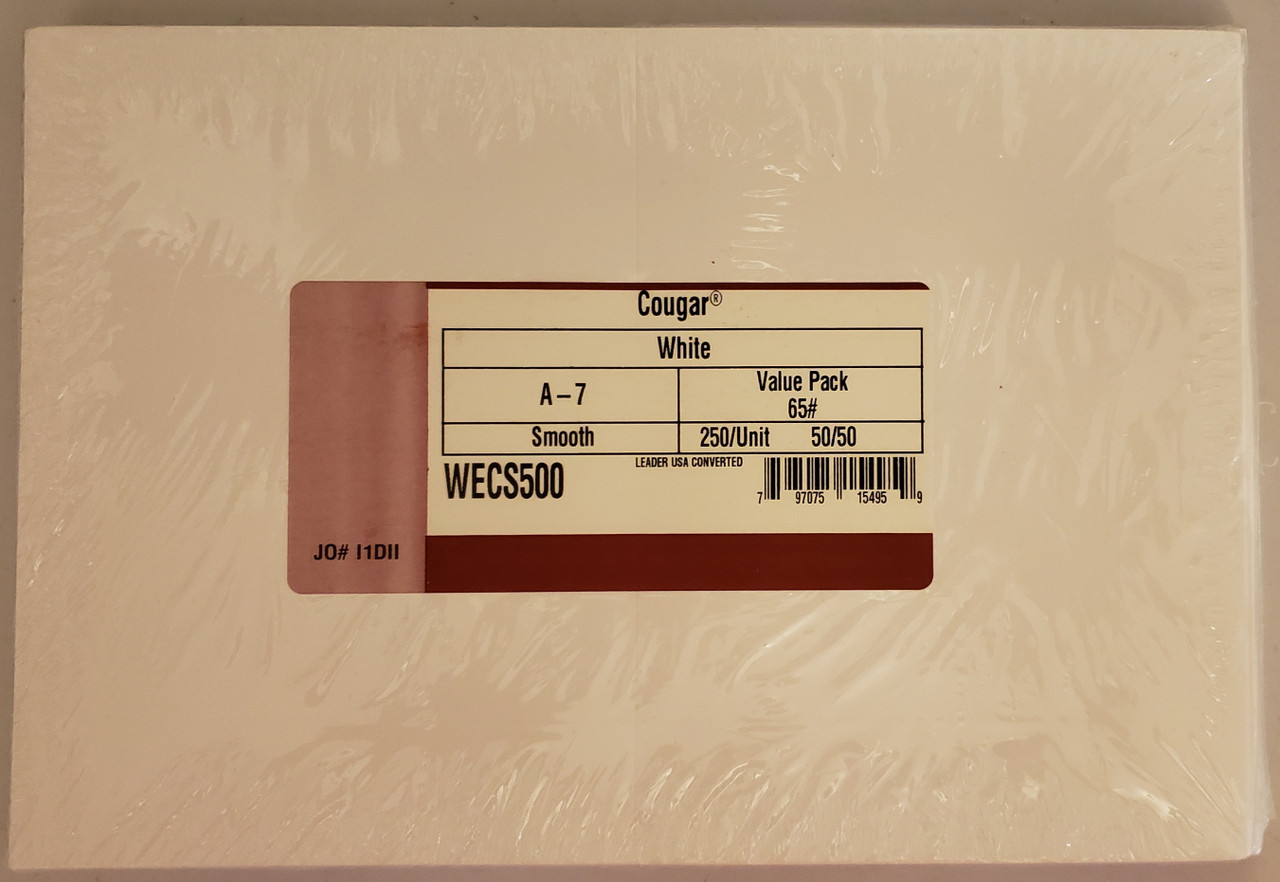 Cougar®
White
A-7
Value Pack
65#
Smooth
250/Unit 50/50
LEADER USA CONVERTED
WECS500
7 97075 15495 9
JO# I1DII